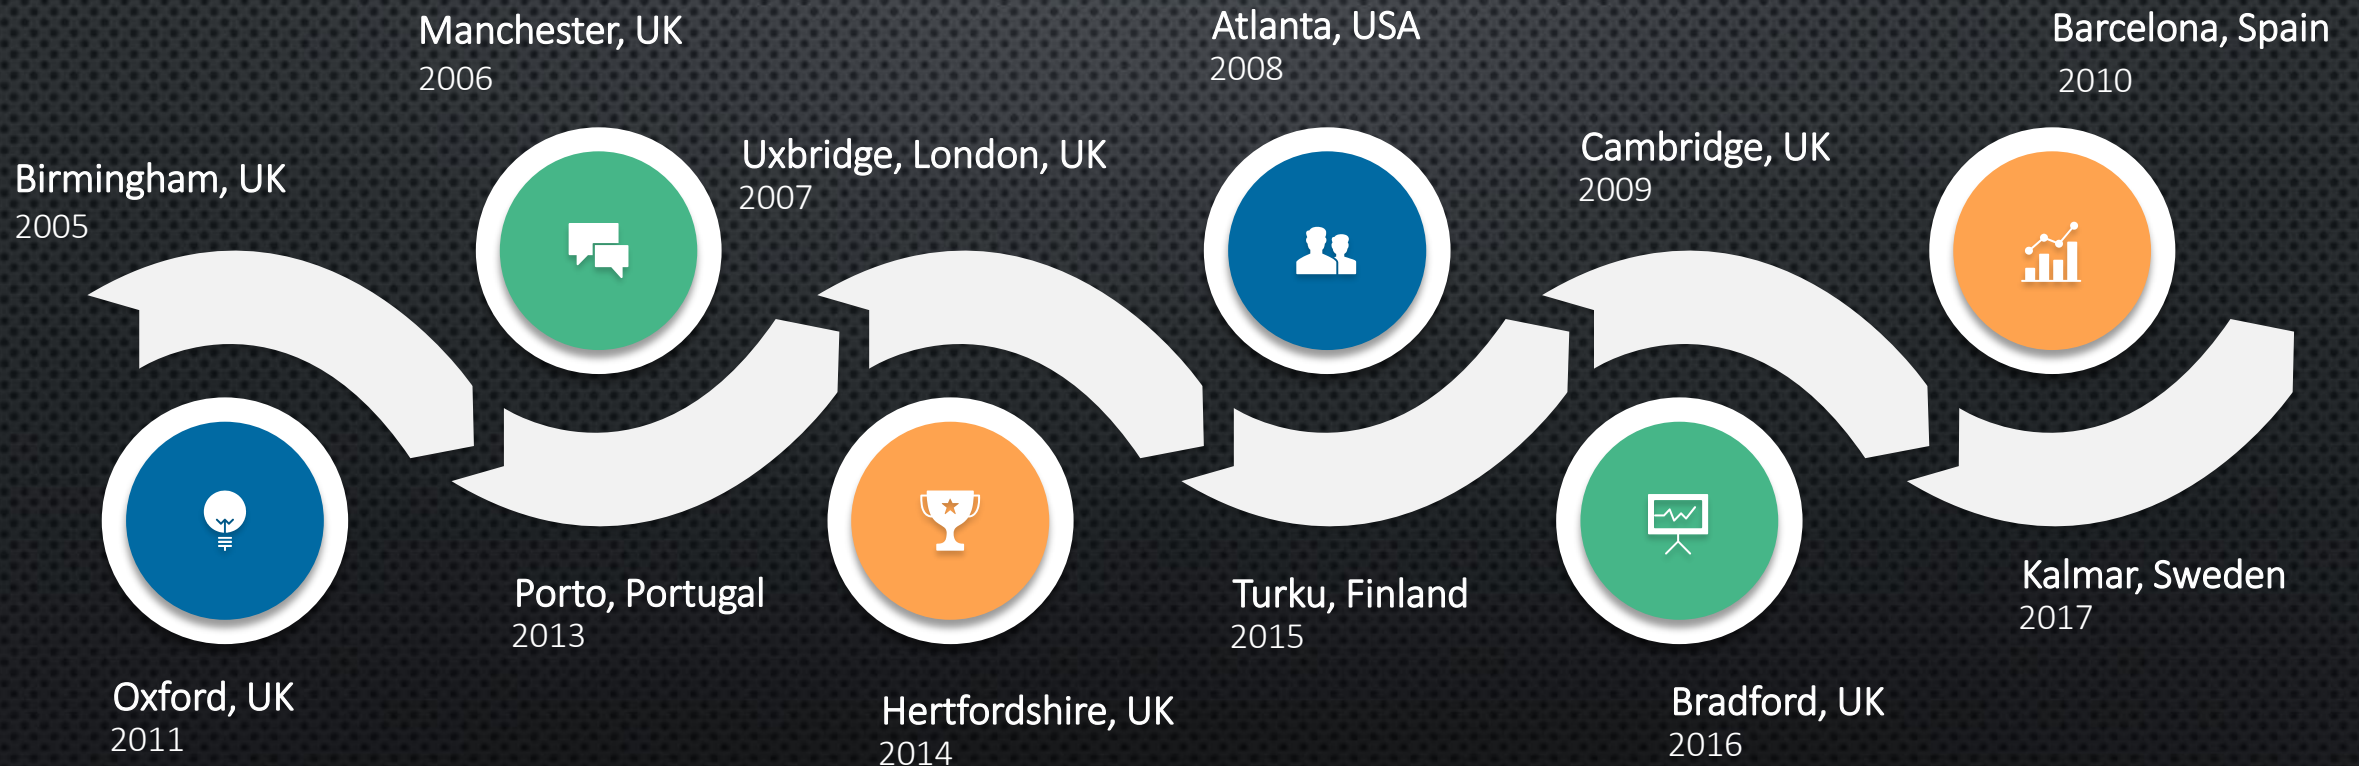 Birmingham, UK
2005
Manchester, UK
2006
Uxbridge, London, UK
2007
Atlanta, USA
2008
Cambridge, UK
2009
Barcelona, Spain
2010
Oxford, UK
2011
Porto, Portugal
2013
Hertfordshire, UK
2014
Turku, Finland
2015
Bradford, UK
2016
Kalmar, Sweden
2017